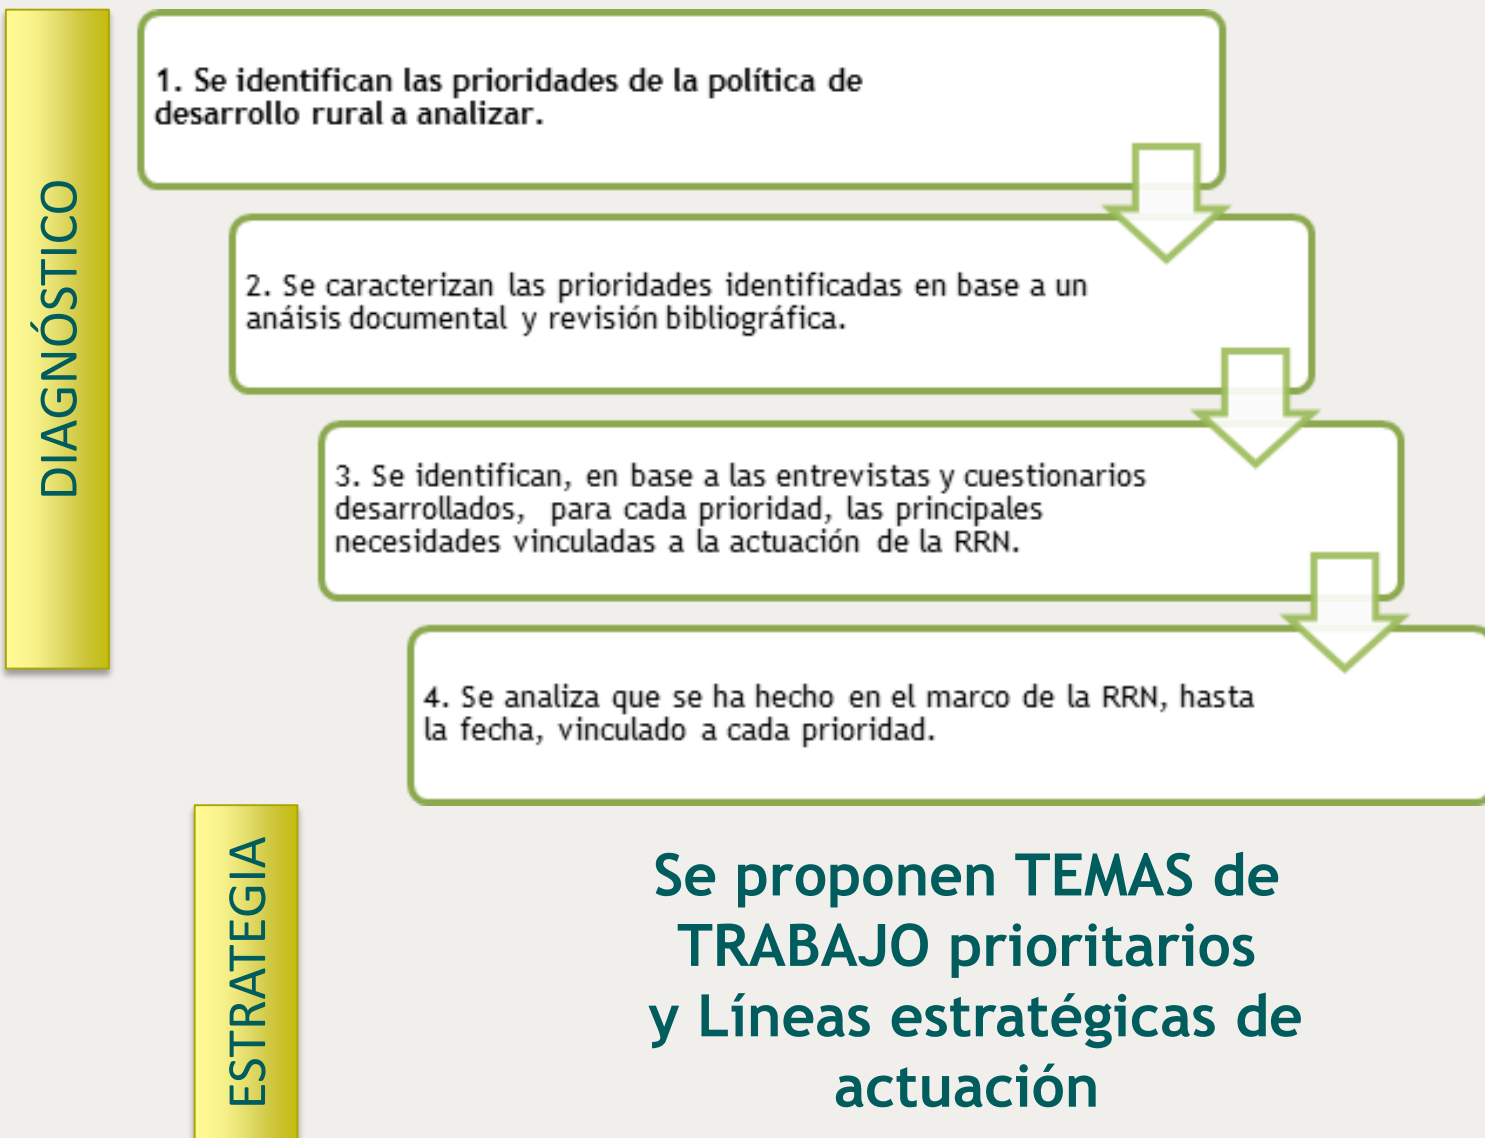 DIAGNÓSTICO
1. Se identifican las prioridades de la política de
desarrollo rural a analizar.
2. Se caracterizan las prioridades identificadas en base a un
anáisis documental y revisión bibliográfica.
3. Se identifican, en base a las entrevistas y cuestionarios
desarrollados, para cada prioridad, las principales
necesidades vinculadas a la actuación de la RRN.
4. Se analiza que se ha hecho en el marco de la RRN, hasta
la fecha, vinculado a cada prioridad.
ESTRATEGIA
Se proponen TEMAS de
TRABAJO prioritarios
y Líneas estratégicas de
actuación